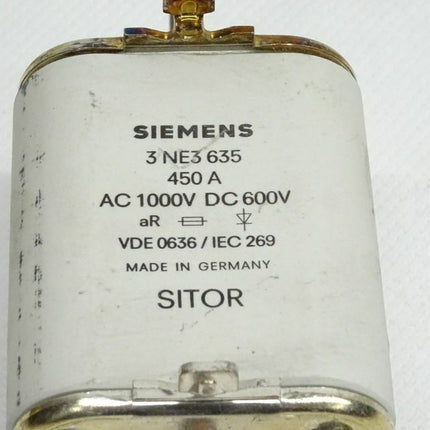 SIEMENS
3 NE3 635
450 A
AC 1000V DC 600V
aR
VDE 0636 / IEC 269
MADE IN GERMANY
SITOR